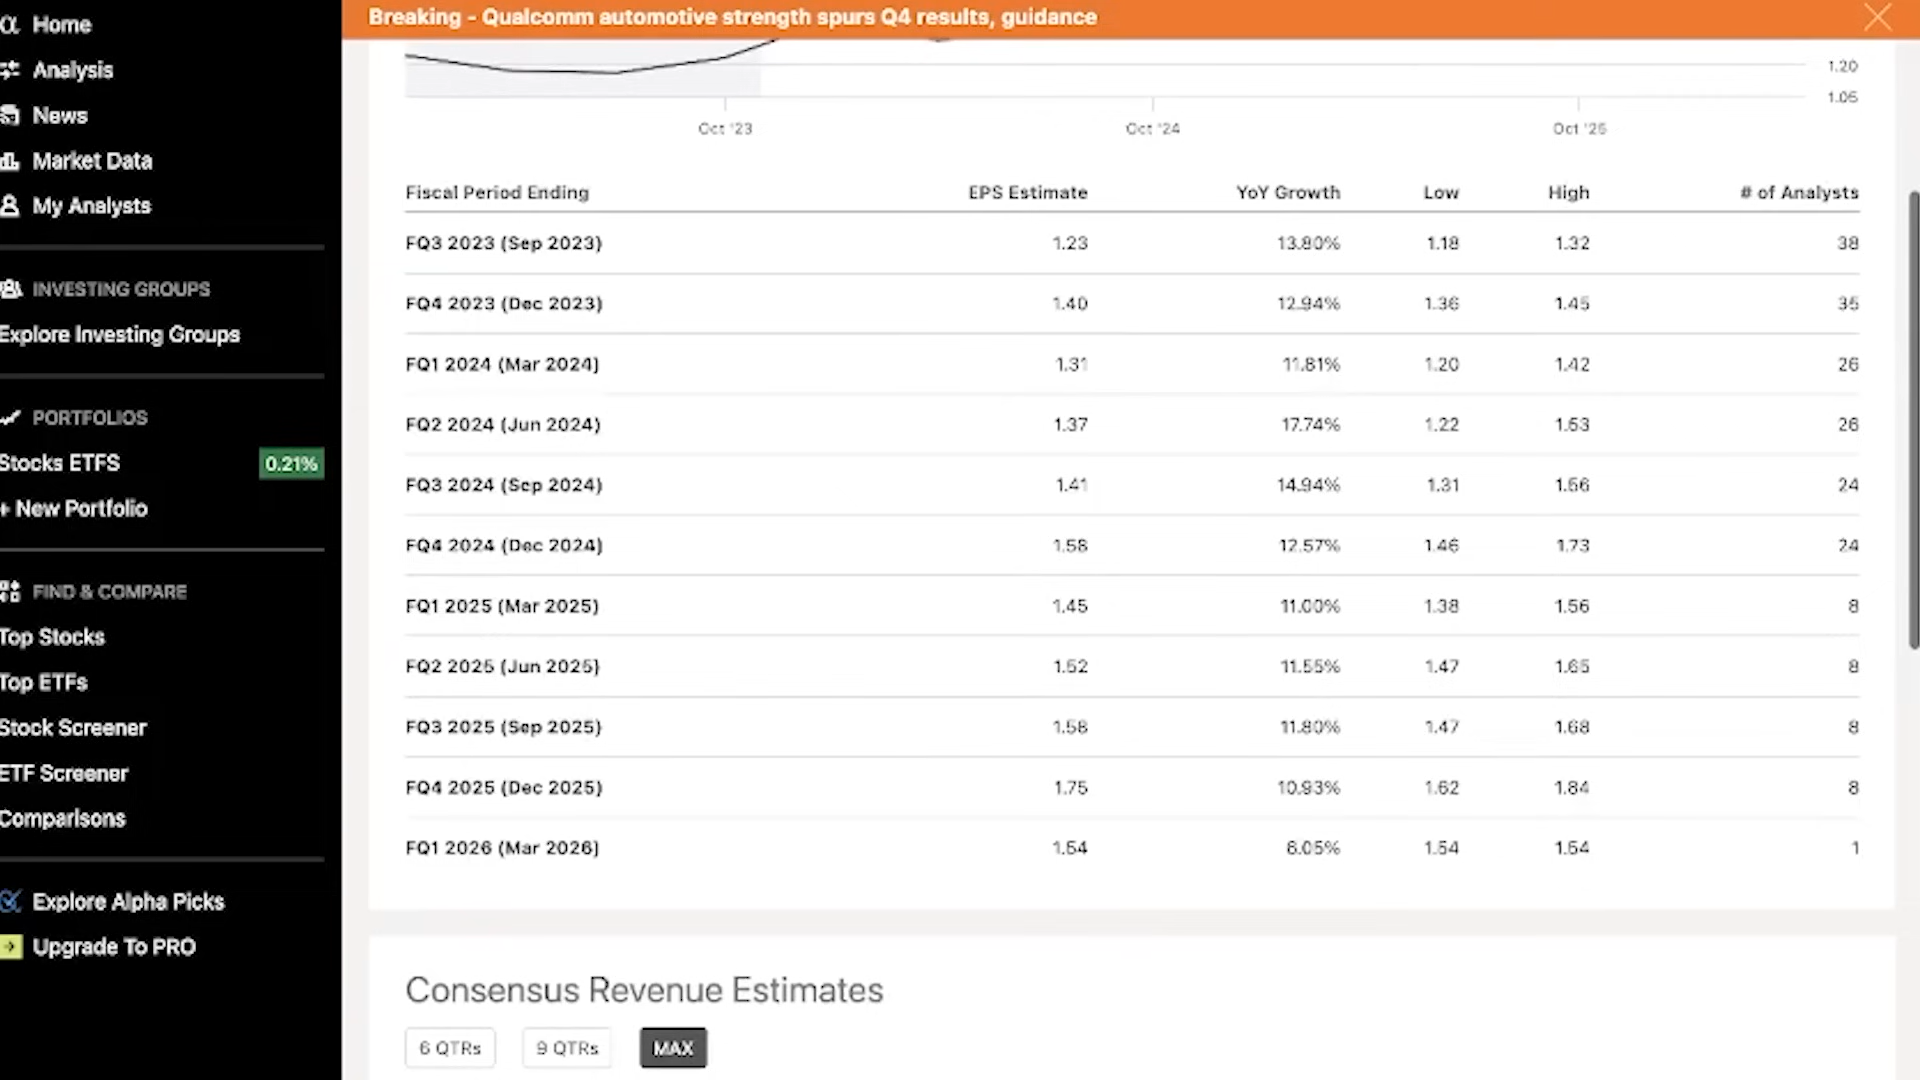 Breaking - Qualcomm automotive strength spurs Q4 results, guidance
Home
Analysis
News
Market Data
My Analysts
INVESTING GROUPS
Explore Investing Groups
PORTFOLIOS
Stocks ETFS 0.21%
+ New Portfolio
FIND & COMPARE
Top Stocks
Top ETFs
Stock Screener
ETF Screener
Comparisons
Explore Alpha Picks
Upgrade To PRO
1.20
1.05
Oct '23 Oct '24 Oct '25
Fiscal Period Ending EPS Estimate YoY Growth Low High # of Analysts
FQ3 2023 (Sep 2023) 1.23 13.80% 1.18 1.32 38
FQ4 2023 (Dec 2023) 1.40 12.94% 1.36 1.45 35
FQ1 2024 (Mar 2024) 1.31 11.81% 1.20 1.42 26
FQ2 2024 (Jun 2024) 1.37 17.74% 1.22 1.53 26
FQ3 2024 (Sep 2024) 1.41 14.94% 1.31 1.56 24
FQ4 2024 (Dec 2024) 1.58 12.57% 1.46 1.73 24
FQ1 2025 (Mar 2025) 1.45 11.00% 1.38 1.56 8
FQ2 2025 (Jun 2025) 1.52 11.55% 1.47 1.65 8
FQ3 2025 (Sep 2025) 1.58 11.80% 1.47 1.68 8
FQ4 2025 (Dec 2025) 1.75 10.93% 1.62 1.84 8
FQ1 2026 (Mar 2026) 1.54 6.05% 1.54 1.54 1
Consensus Revenue Estimates
6 QTRs 9 QTRs MAX